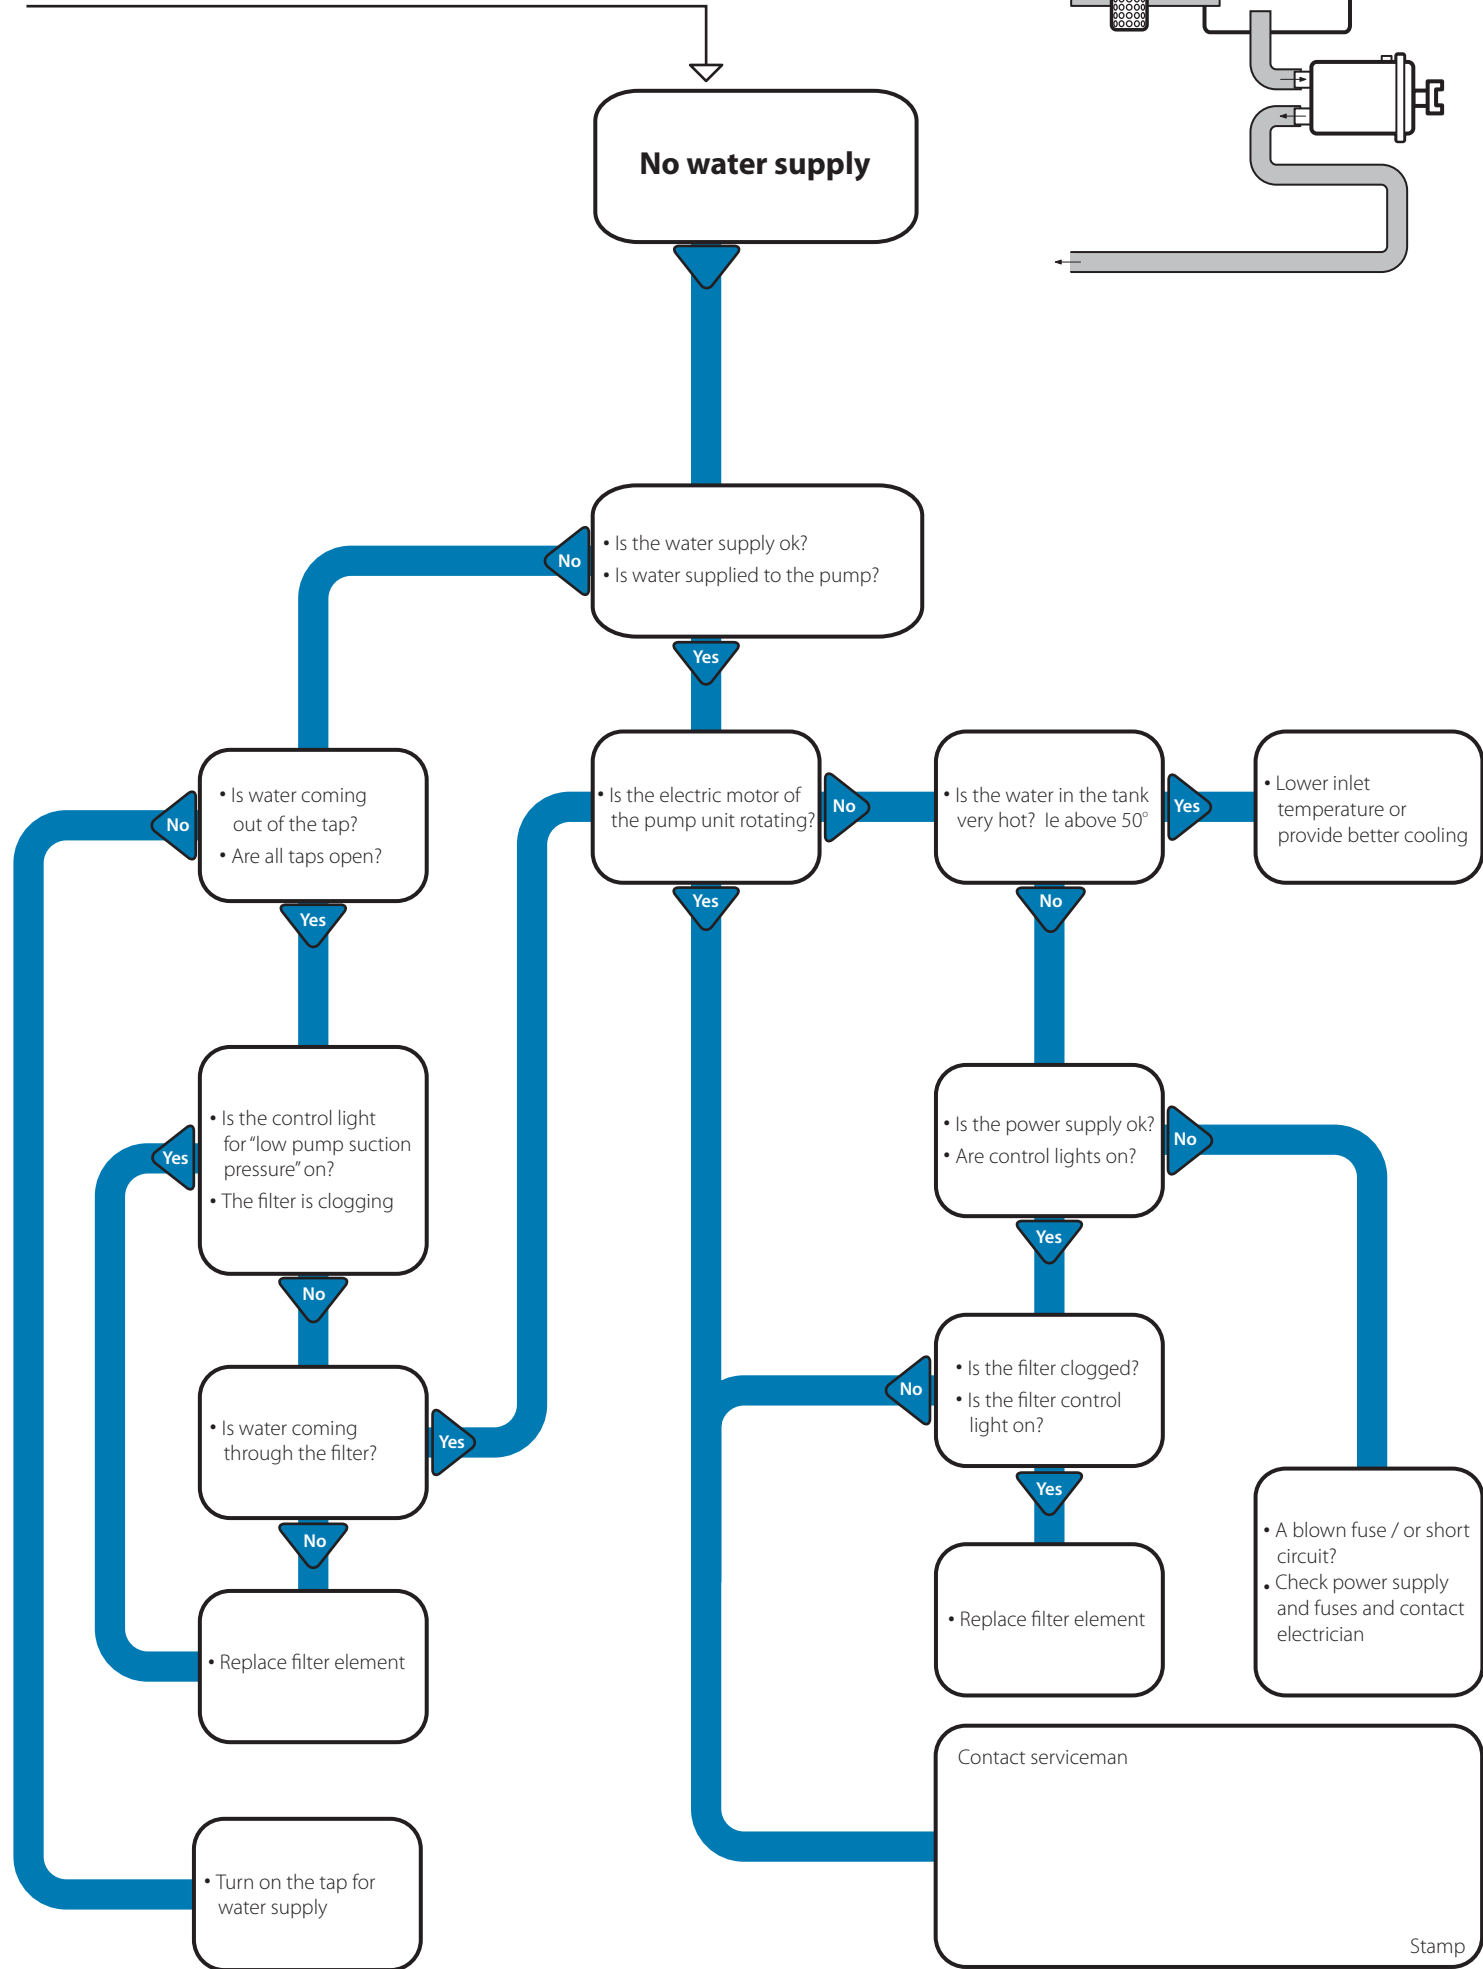 No water supply
• Is the water supply ok?
• Is water supplied to the pump?
No
Yes
• Is water coming
out of the tap?
• Are all taps open?
No
Yes
• Is the electric motor of
the pump unit rotating?
No
Yes
• Is the water in the tank
very hot? Ie above 50°
Yes
No
• Lower inlet
temperature or
provide better cooling
• Is the control light
for “low pump suction
pressure” on?
• The filter is clogging
Yes
No
• Is the power supply ok?
• Are control lights on?
No
Yes
• Is water coming
through the filter?
Yes
No
• Is the filter clogged?
• Is the filter control
light on?
No
Yes
• Replace filter element
• Replace filter element
• A blown fuse / or short
circuit?
• Check power supply
and fuses and contact
electrician
• Turn on the tap for
water supply
Contact serviceman
Stamp